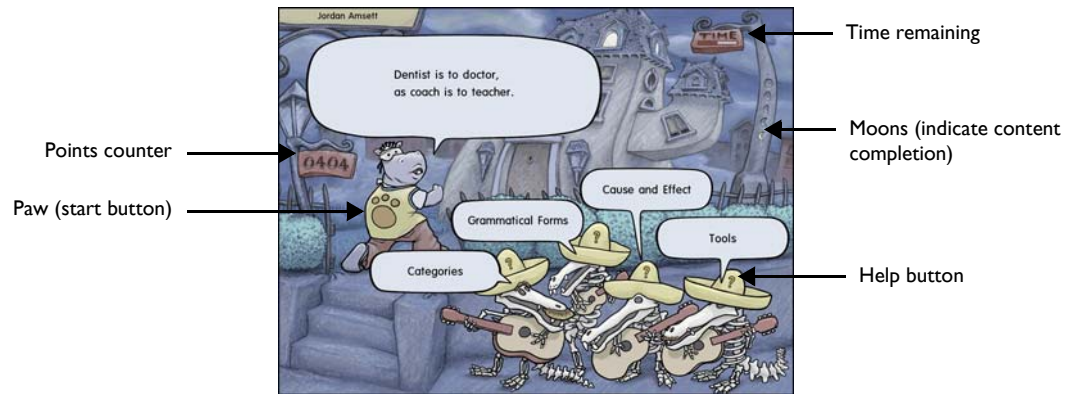 Jordan Amsett
TIME
Time remaining
Dentist is to doctor,
as coach is to teacher.
Moons (indicate content
completion)
Points counter
0404
Paw (start button)
Cause and Effect
Grammatical Forms
Tools
Categories
?
?
?
?
Help button